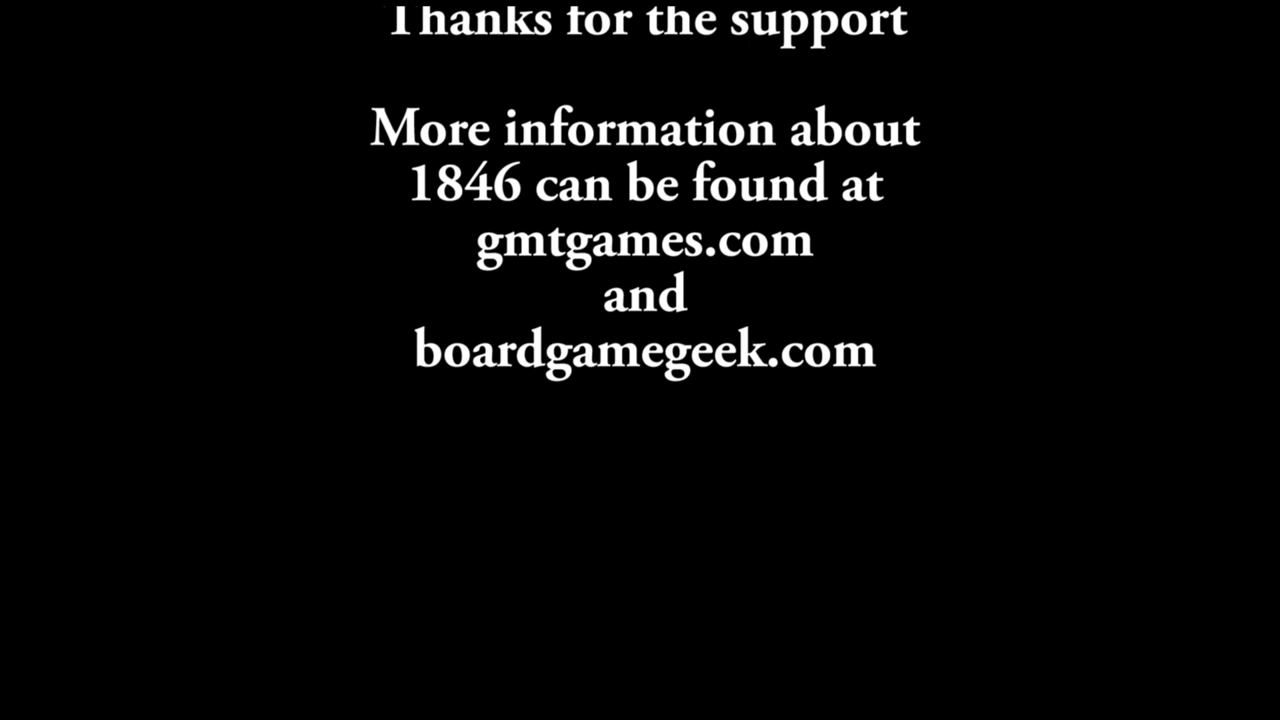 Thanks for the support
More information about
1846 can be found at
gmtgames.com
and
boardgamegeek.com